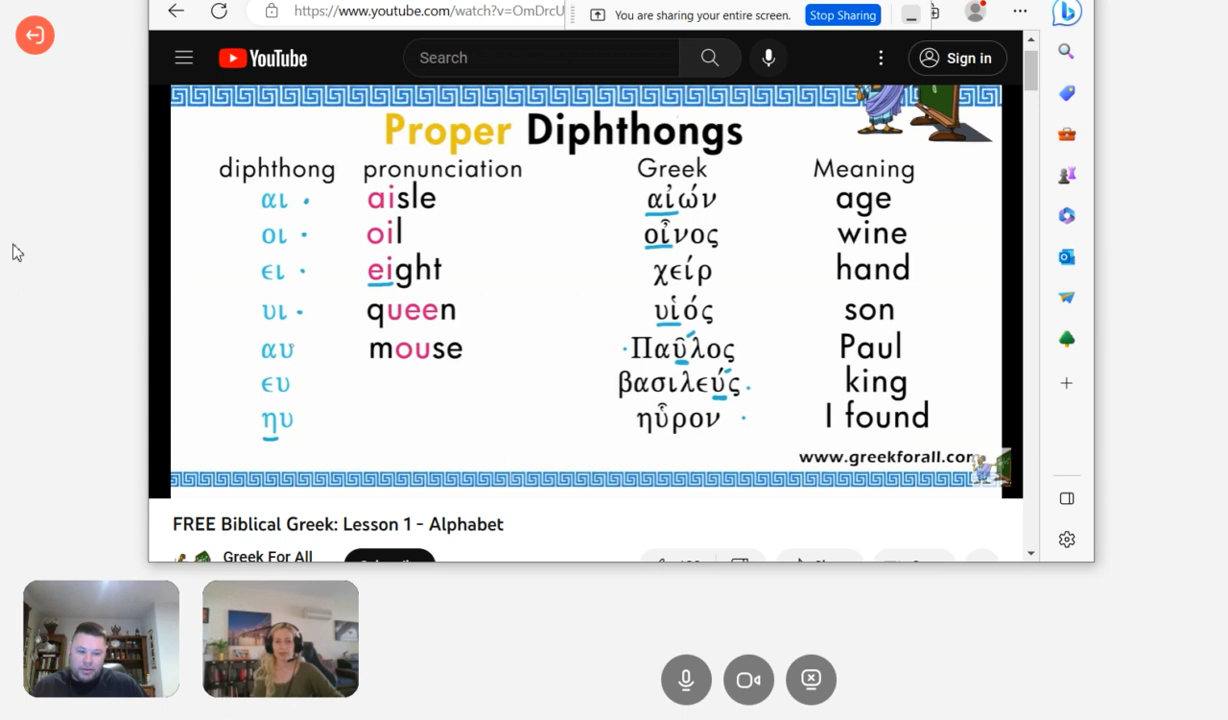 https://www.youtube.com/watch?v=OmDrcU
You are sharing your entire screen.
Stop Sharing
YouTube
Search
Sign in
Proper Diphthongs
diphthong pronunciation Greek Meaning
αι aisle αἰών age
οι oil οἶνος wine
ει eight χείρ hand
υι queen υἱός son
αυ mouse Παῦλος Paul
ευ βασιλεύς king
ηυ ηὗρον I found
www.greekforall.com
FREE Biblical Greek: Lesson 1 - Alphabet
Greek For All